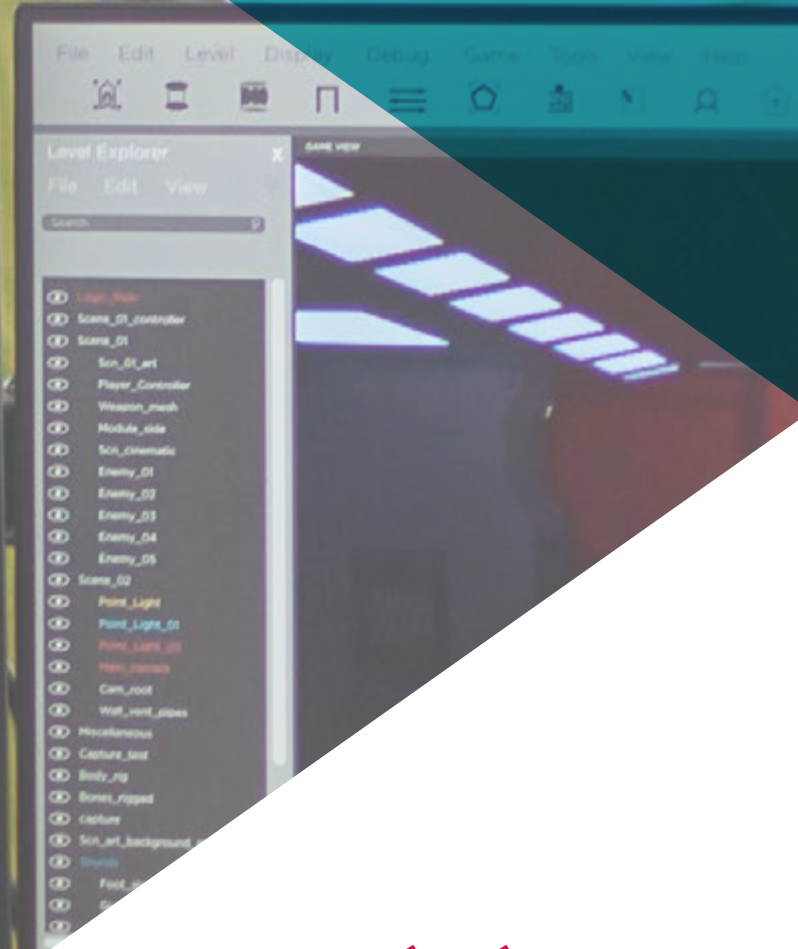 File Edit Level Display Debug Game Tools View Help
Level Explorer X
GAME VIEW
File Edit View
Search
Logic_Main
Scene_01_controller
Scene_01
Scn_01_art
Player_Controller
Weapon_mesh
Module_side
Scn_cinematic
Enemy_01
Enemy_02
Enemy_03
Enemy_04
Enemy_05
Scene_02
Point_Light
Point_Light_01
Point_Light_02
Main_camera
Cam_root
Wall_vent_pipes
Miscellaneous
Capture_test
Body_rig
Bones_rigged
capture
Scn_art_background
Sounds